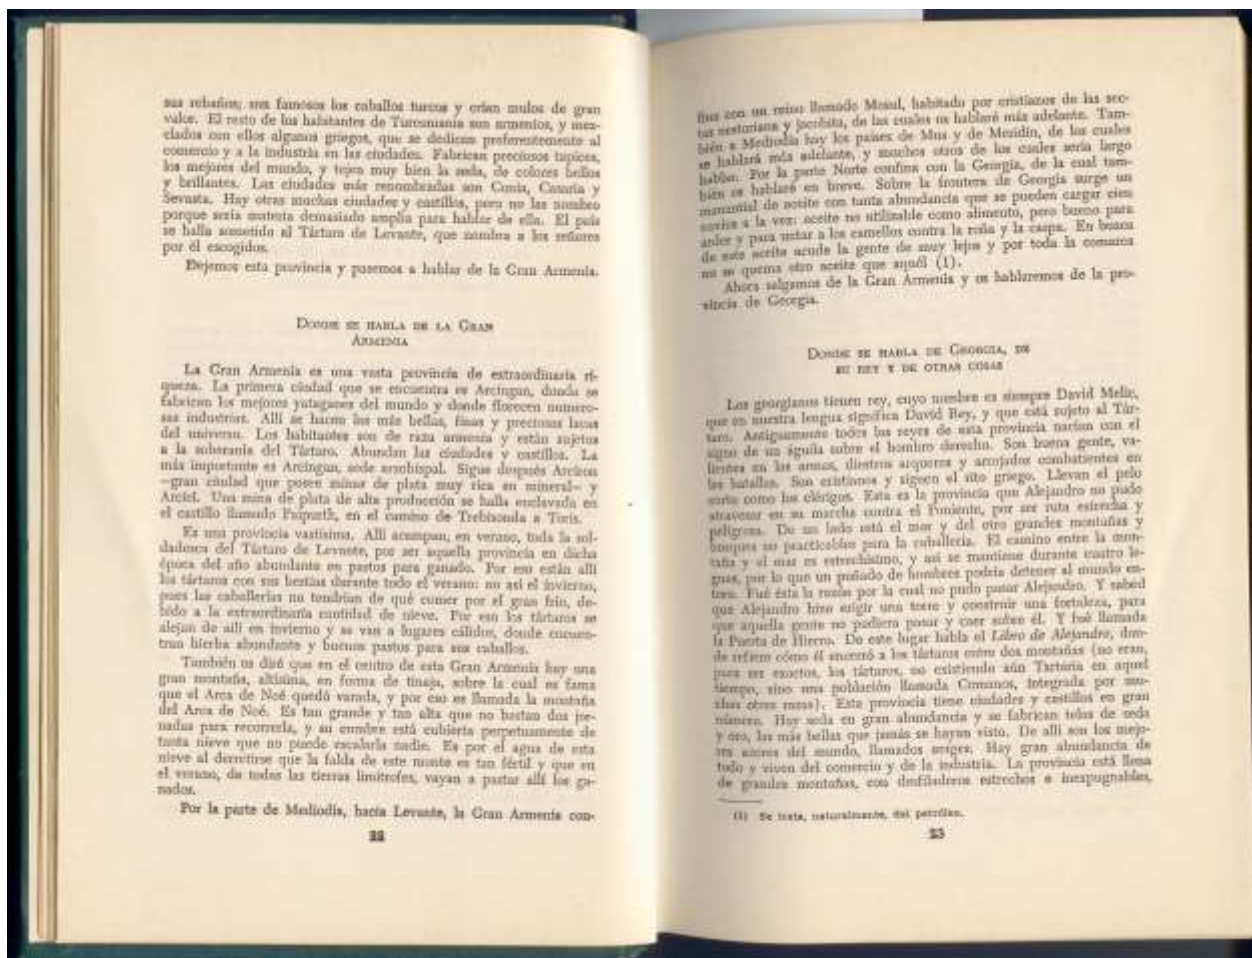 sus rebaños; son famosos los caballos turcos y crían mulos de gran
valor. El resto de los habitantes de Turcomania son armenios, y mez-
clados con ellos algunos griegos, que se dedican preferentemente al
comercio y a la industria en las ciudades. Fabrican preciosos tapices,
los mejores del mundo, y tejen muy bien la seda, de colores bellos
y brillantes. Las ciudades más renombradas son Conia, Casaria y
Sevasta. Hay otras muchas ciudades y castillos, pero no las nombro
porque sería materia demasiado amplia para hablar de ella. El país
se halla sometido al Tártaro de Levante, que nombra a los señores
por él escogidos.
Dejemos esta provincia y pasemos a hablar de la Gran Armenia.
Donde se habla de la Gran
Armenia
La Gran Armenia es una vasta provincia de extraordinaria ri-
queza. La primera ciudad que se encuentra es Arcingan, donde se
fabrican los mejores yataganes del mundo y donde florecen numero-
sas industrias. Allí se hacen las más bellas, finas y preciosas lacas
del universo. Los habitantes son de raza armenia y están sujetos
a la soberanía del Tártaro. Abundan las ciudades y castillos. La
más importante es Arcingan, sede arzobispal. Sigue después
—gran ciudad que posee minas de plata muy rica en mineral— y
Arciel. Una mina de plata de alta producción se halla enclavada en
el castillo llamado Paipurth, en el camino de Trebisonda a Toris.
Es una provincia vastísima. Allí acampan, en verano, toda la sol-
dadesca del Tártaro de Levante, por ser aquella provincia en dicha
época del año abundante en pastos para ganado. Por eso están allí
los tártaros con sus bestias durante todo el verano: no así el invierno,
pues las caballerías no tendrían de qué comer por el gran frío, de-
bido a la extraordinaria cantidad de nieve. Por eso los tártaros se
alejan de allí en invierno y se van a lugares cálidos, donde encuen-
tran hierba abundante y buenos pastos para sus caballos.
También os diré que en el centro de esta Gran Armenia hay una
gran montaña, altísima, en forma de tinaja, sobre la cual es fama
que el Arca de Noé quedó varada, y por eso es llamada la montaña
del Arca de Noé. Es tan grande y tan alta que no bastan dos jor-
nadas para recorrerla, y su cumbre está cubierta perpetuamente de
tanta nieve que no puede escalarla nadie. Es por el agua de esta
nieve al derretirse que la falda de este monte es tan fértil y que en
el verano, de todas las tierras limítrofes, vayan a pastar allí los ga-
nados.
Por la parte de Mediodía, hacia Levante, la Gran Armenia con-
22
fina con un reino llamado Mosul, habitado por cristianos de las sec-
tas nestoriana y jacobita, de las cuales os hablaré más adelante. Tam-
bién a Mediodía hay los países de Mus y de Meridin, de los cuales
se hablará más adelante, y muchos otros de los cuales sería largo
hablar. Por la parte Norte confina con la Georgia, de la cual tam-
bién os hablaré en breve. Sobre la frontera de Georgia surge un
manantial de aceite con tanta abundancia que se pueden cargar cien
navíos a la vez: aceite no utilizable como alimento, pero bueno para
arder y para untar a los camellos contra la roña y la caspa. En busca
de este aceite acude la gente de muy lejos y por toda la comarca
no se quema otro aceite que aquél (1).
Ahora salgamos de la Gran Armenia y os hablaremos de la pro-
vincia de Georgia.
Donde se habla de Georgia, de
su rey y de otras cosas
Los georgianos tienen rey, cuyo nombre es siempre David Melic,
que en nuestra lengua significa David Rey, y que está sujeto al Tár-
taro. Antiguamente todos los reyes de esta provincia nacían con el
signo de un águila sobre el hombro derecho. Son buena gente, va-
lientes en las armas, diestros arqueros y arrojados combatientes en
las batallas. Son cristianos y siguen el rito griego. Llevan el pelo
corto como los clérigos. Esta es la provincia que Alejandro no pudo
atravesar en su marcha contra el Poniente, por ser ruta estrecha y
peligrosa. De un lado está el mar y del otro grandes montañas y
bosques no practicables para la caballería. El camino entre la mon-
taña y el mar es estrechísimo, y así se mantiene durante cuatro le-
guas, por lo que un puñado de hombres podría detener al mundo en-
tero. Fué ésta la razón por la cual no pudo pasar Alejandro. Y sabed
que Alejandro hizo erigir una torre y construir una fortaleza, para
que aquella gente no pudiera pasar y caer sobre él. Y fué llamada
la Puerta de Hierro. De este lugar habla el Libro de Alejandro, don-
de refiere cómo él encerró a los tártaros entre dos montañas (no eran,
para ser exactos, los tártaros, no existiendo aún Tartaria en aquel
tiempo, sino una población llamada Comanos, integrada por mu-
chas otras razas). Esta provincia tiene ciudades y castillos en gran
número. Hay seda en gran abundancia y se fabrican telas de seda
y oro, las más bellas que jamás se hayan visto. De allí son los mejo-
res azores del mundo, llamados Hay gran abundancia de
todo y viven del comercio y de la industria. La provincia está llena
de grandes montañas, con desfiladeros estrechos e inexpugnables,
(1) Se trata, naturalmente, del petróleo.
23